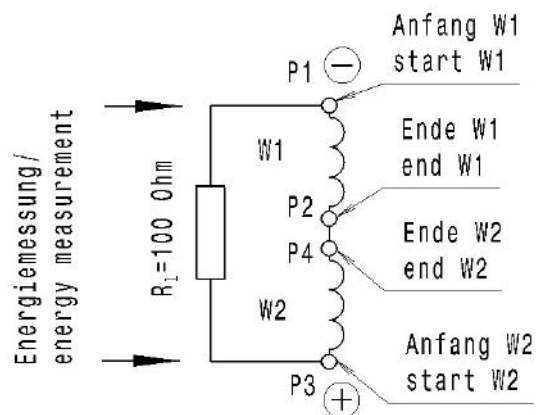 Anfang W1
start W1
P1 −
Ende W1
end W1
W1
P2
P4
Ende W2
end W2
W2
Anfang W2
start W2
P3 +
R1=100 Ohm
Energiemessung/
energy measurement